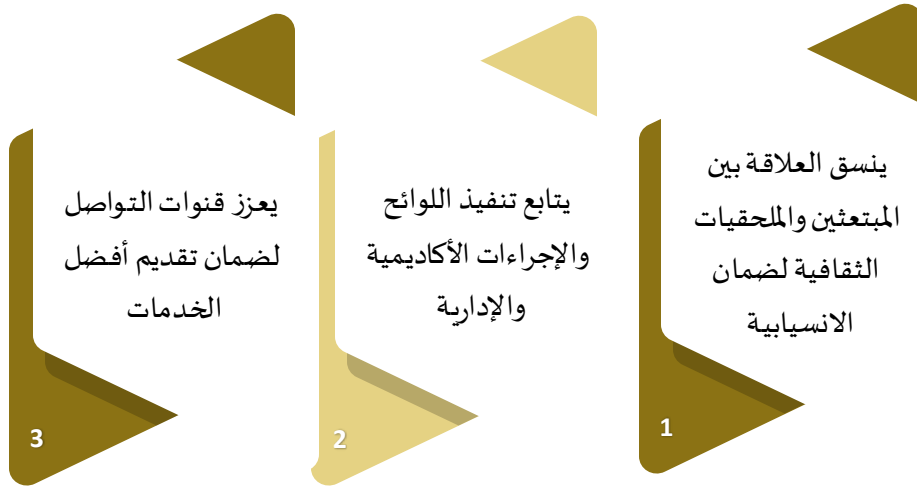 ينسق العلاقة بين
المبتعثين والملحقيات
الثقافية لضمان
الانسيابية
1
يتابع تنفيذ اللوائح
والإجراءات الأكاديمية
والإدارية
2
يعزز قنوات التواصل
لضمان تقديم أفضل
الخدمات
3